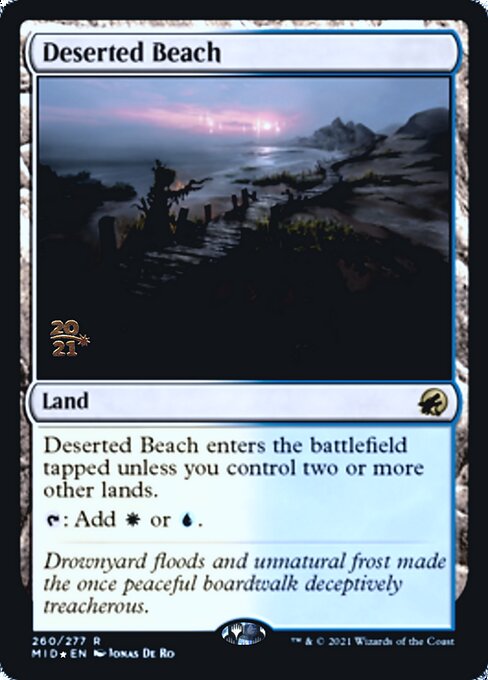 Deserted Beach
20
21
Land
Deserted Beach enters the battlefield
tapped unless you control two or more
other lands.
: Add or .
Drownyard floods and unnatural frost made
the once peaceful boardwalk deceptively
treacherous.
260/277 R
MID★EN Jonas De Ro
™ & © 2021 Wizards of the Coast